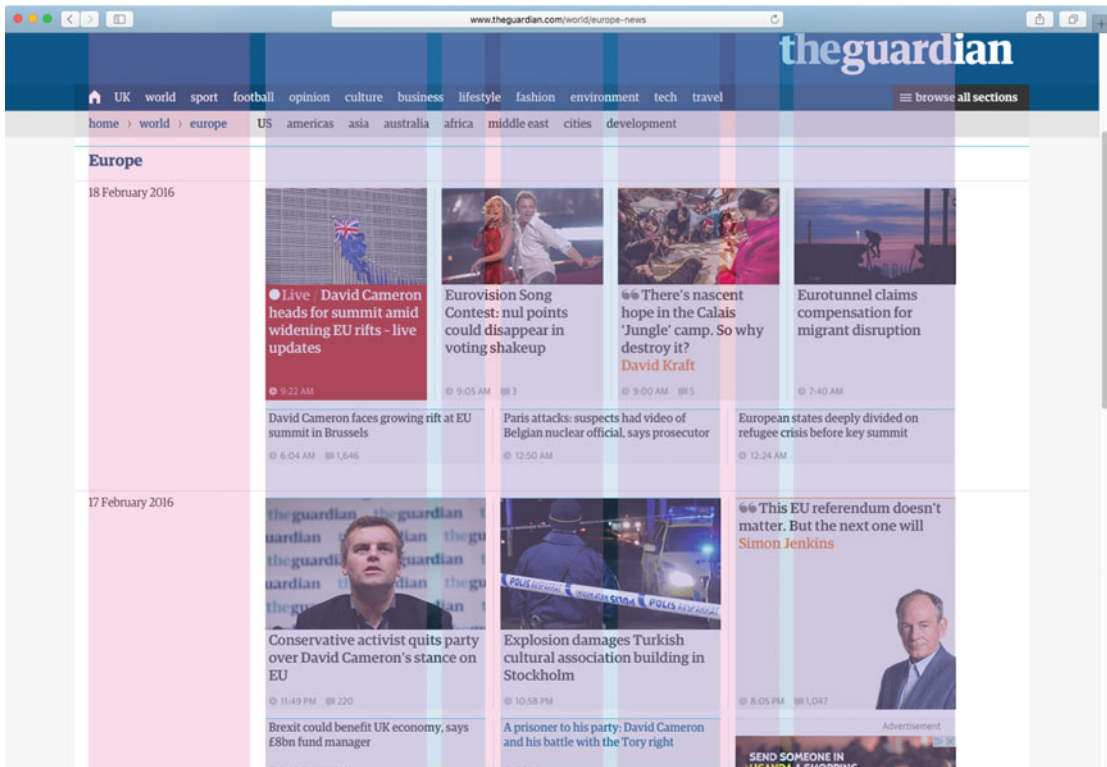 www.theguardian.com/world/europe-news
theguardian
UK world sport football opinion culture business lifestyle fashion environment tech travel
browse all sections
home › world › europe US americas asia australia africa middle east cities development
Europe
18 February 2016
Live / David Cameron
heads for summit amid
widening EU rifts – live
updates
9:22 AM
Eurovision Song
Contest: nul points
could disappear in
voting shakeup
9:05 AM 3
There's nascent
hope in the Calais
'Jungle' camp. So why
destroy it?
David Kraft
9:00 AM 5
Eurotunnel claims
compensation for
migrant disruption
7:40 AM
David Cameron faces growing rift at EU
summit in Brussels
6:04 AM 1,646
Paris attacks: suspects had video of
Belgian nuclear official, says prosecutor
12:50 AM
European states deeply divided on
refugee crisis before key summit
12:24 AM
17 February 2016
theguardian theguardian
Conservative activist quits party
over David Cameron's stance on
EU
11:49 PM 220
POLIS POLIS
Explosion damages Turkish
cultural association building in
Stockholm
10:58 PM
This EU referendum doesn't
matter. But the next one will
Simon Jenkins
8:05 PM 1,047
Brexit could benefit UK economy, says
£8bn fund manager
A prisoner to his party: David Cameron
and his battle with the Tory right
Advertisement
SEND SOMEONE IN
UGANDA A SHOPPING